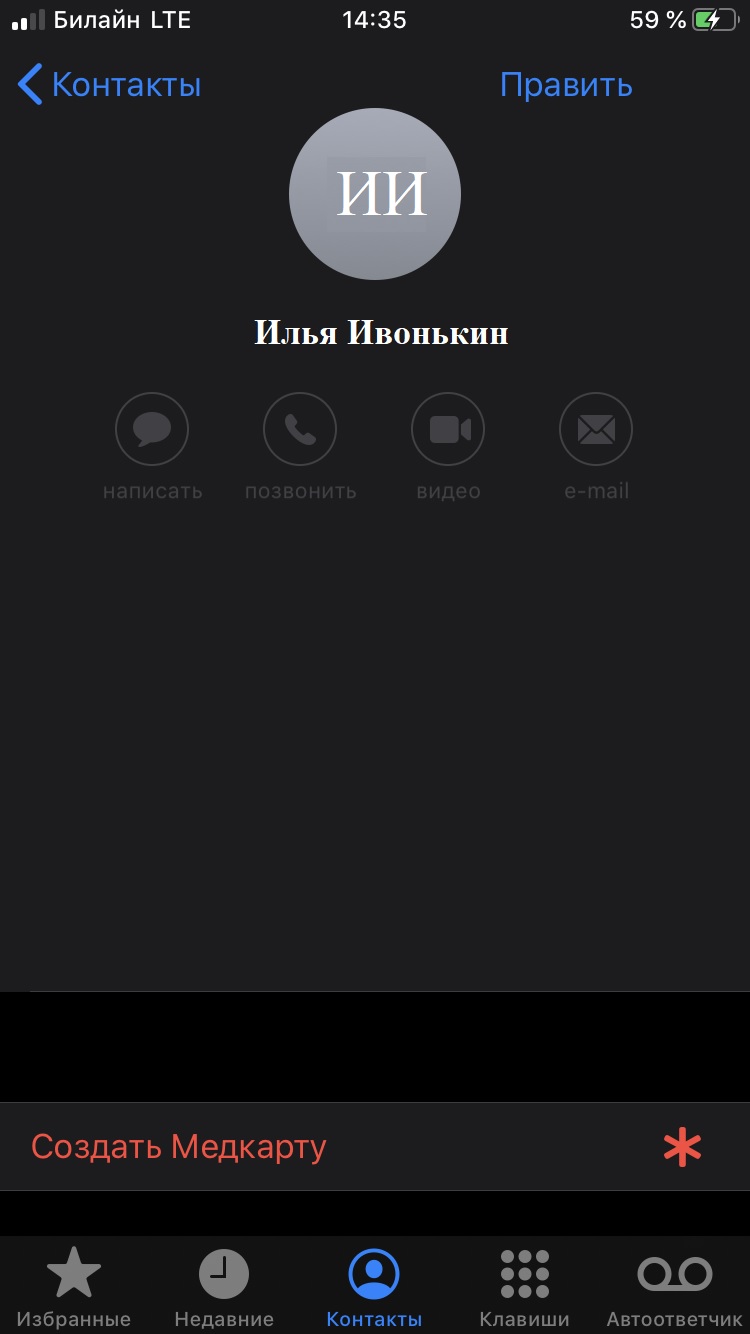 Билайн LTE 14:35 59 %
Контакты Править
ИИ
Илья Ивонькин
написать позвонить видео e-mail
Создать Медкарту
Избранные Недавние Контакты Клавиши Автоответчик